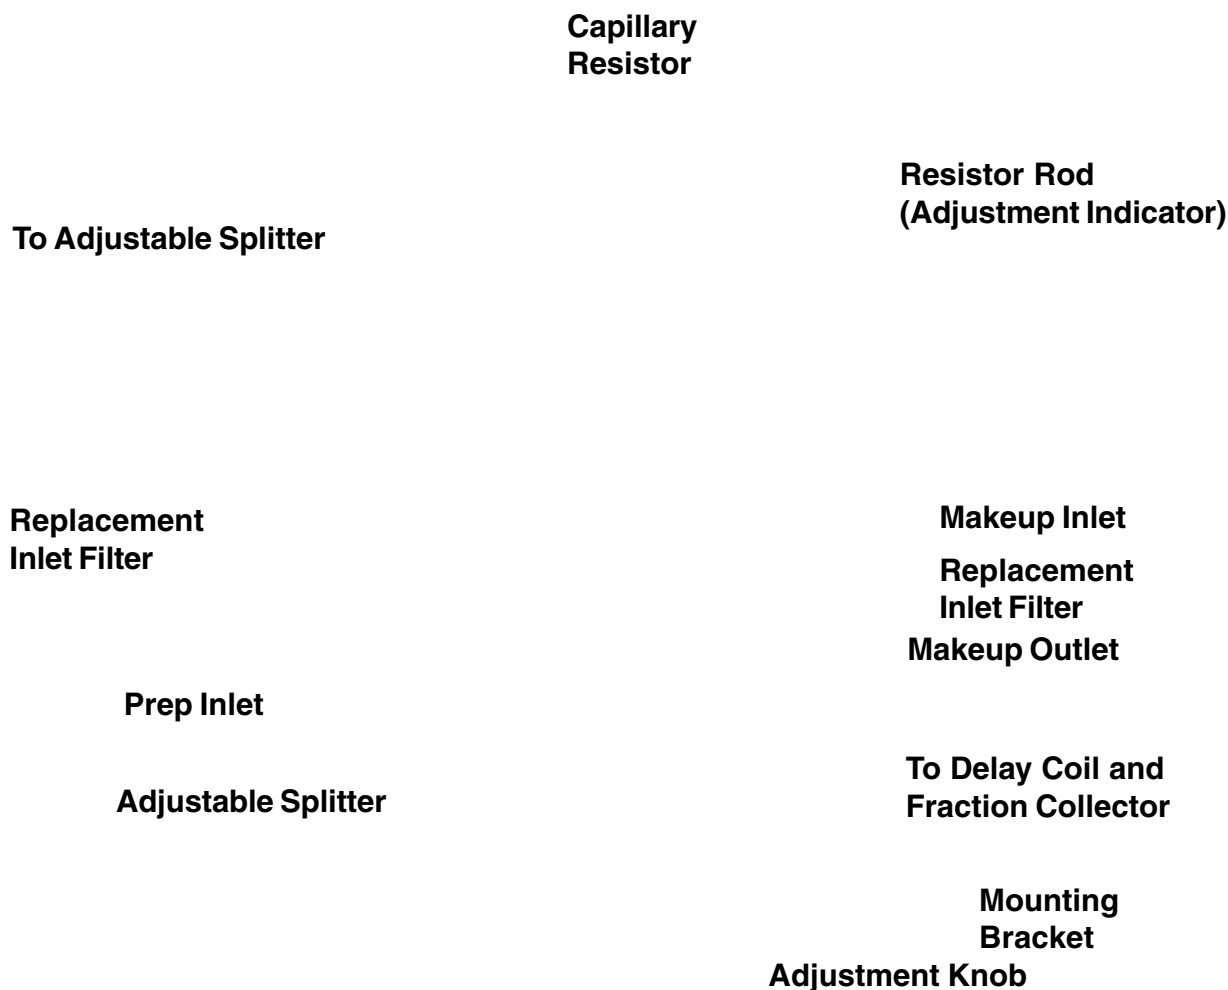 Capillary
Resistor
Resistor Rod
(Adjustment Indicator)
To Adjustable Splitter
Replacement
Inlet Filter
Makeup Inlet
Replacement
Inlet Filter
Makeup Outlet
Prep Inlet
To Delay Coil and
Fraction Collector
Adjustable Splitter
Mounting
Bracket
Adjustment Knob